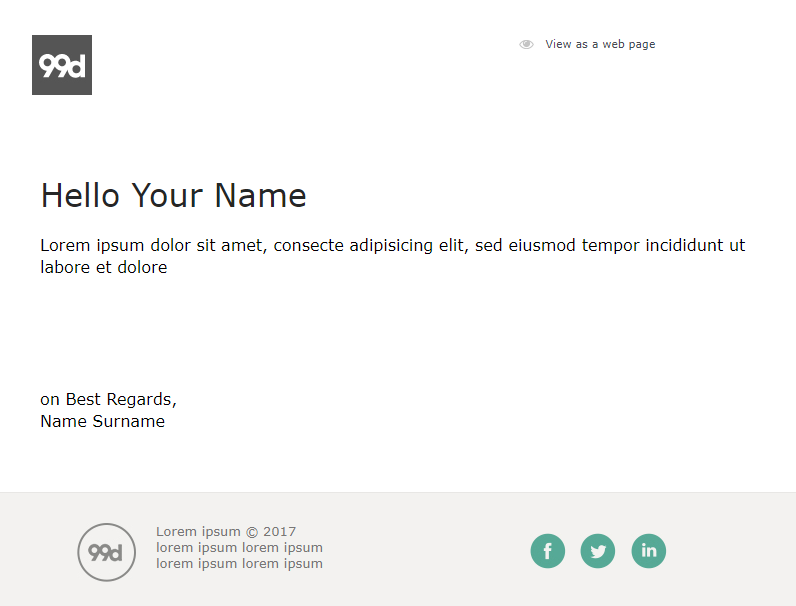 99d
View as a web page
Hello Your Name
Lorem ipsum dolor sit amet, consecte adipisicing elit, sed eiusmod tempor incididunt ut
labore et dolore
on Best Regards,
Name Surname
99d
Lorem ipsum © 2017
lorem ipsum lorem ipsum
lorem ipsum lorem ipsum
f
in